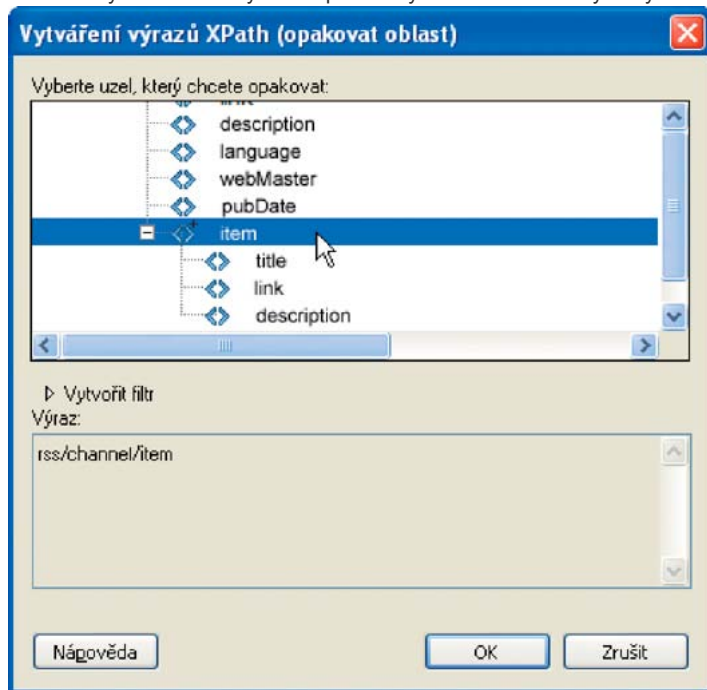 Vytváření výrazů XPath (opakovat oblast)
Vyberte uzel, který chcete opakovat:
description
language
webMaster
pubDate
item
title
link
description
Vytvořit filtr
Výraz:
rss/channel/item
Nápověda
OK
Zrušit